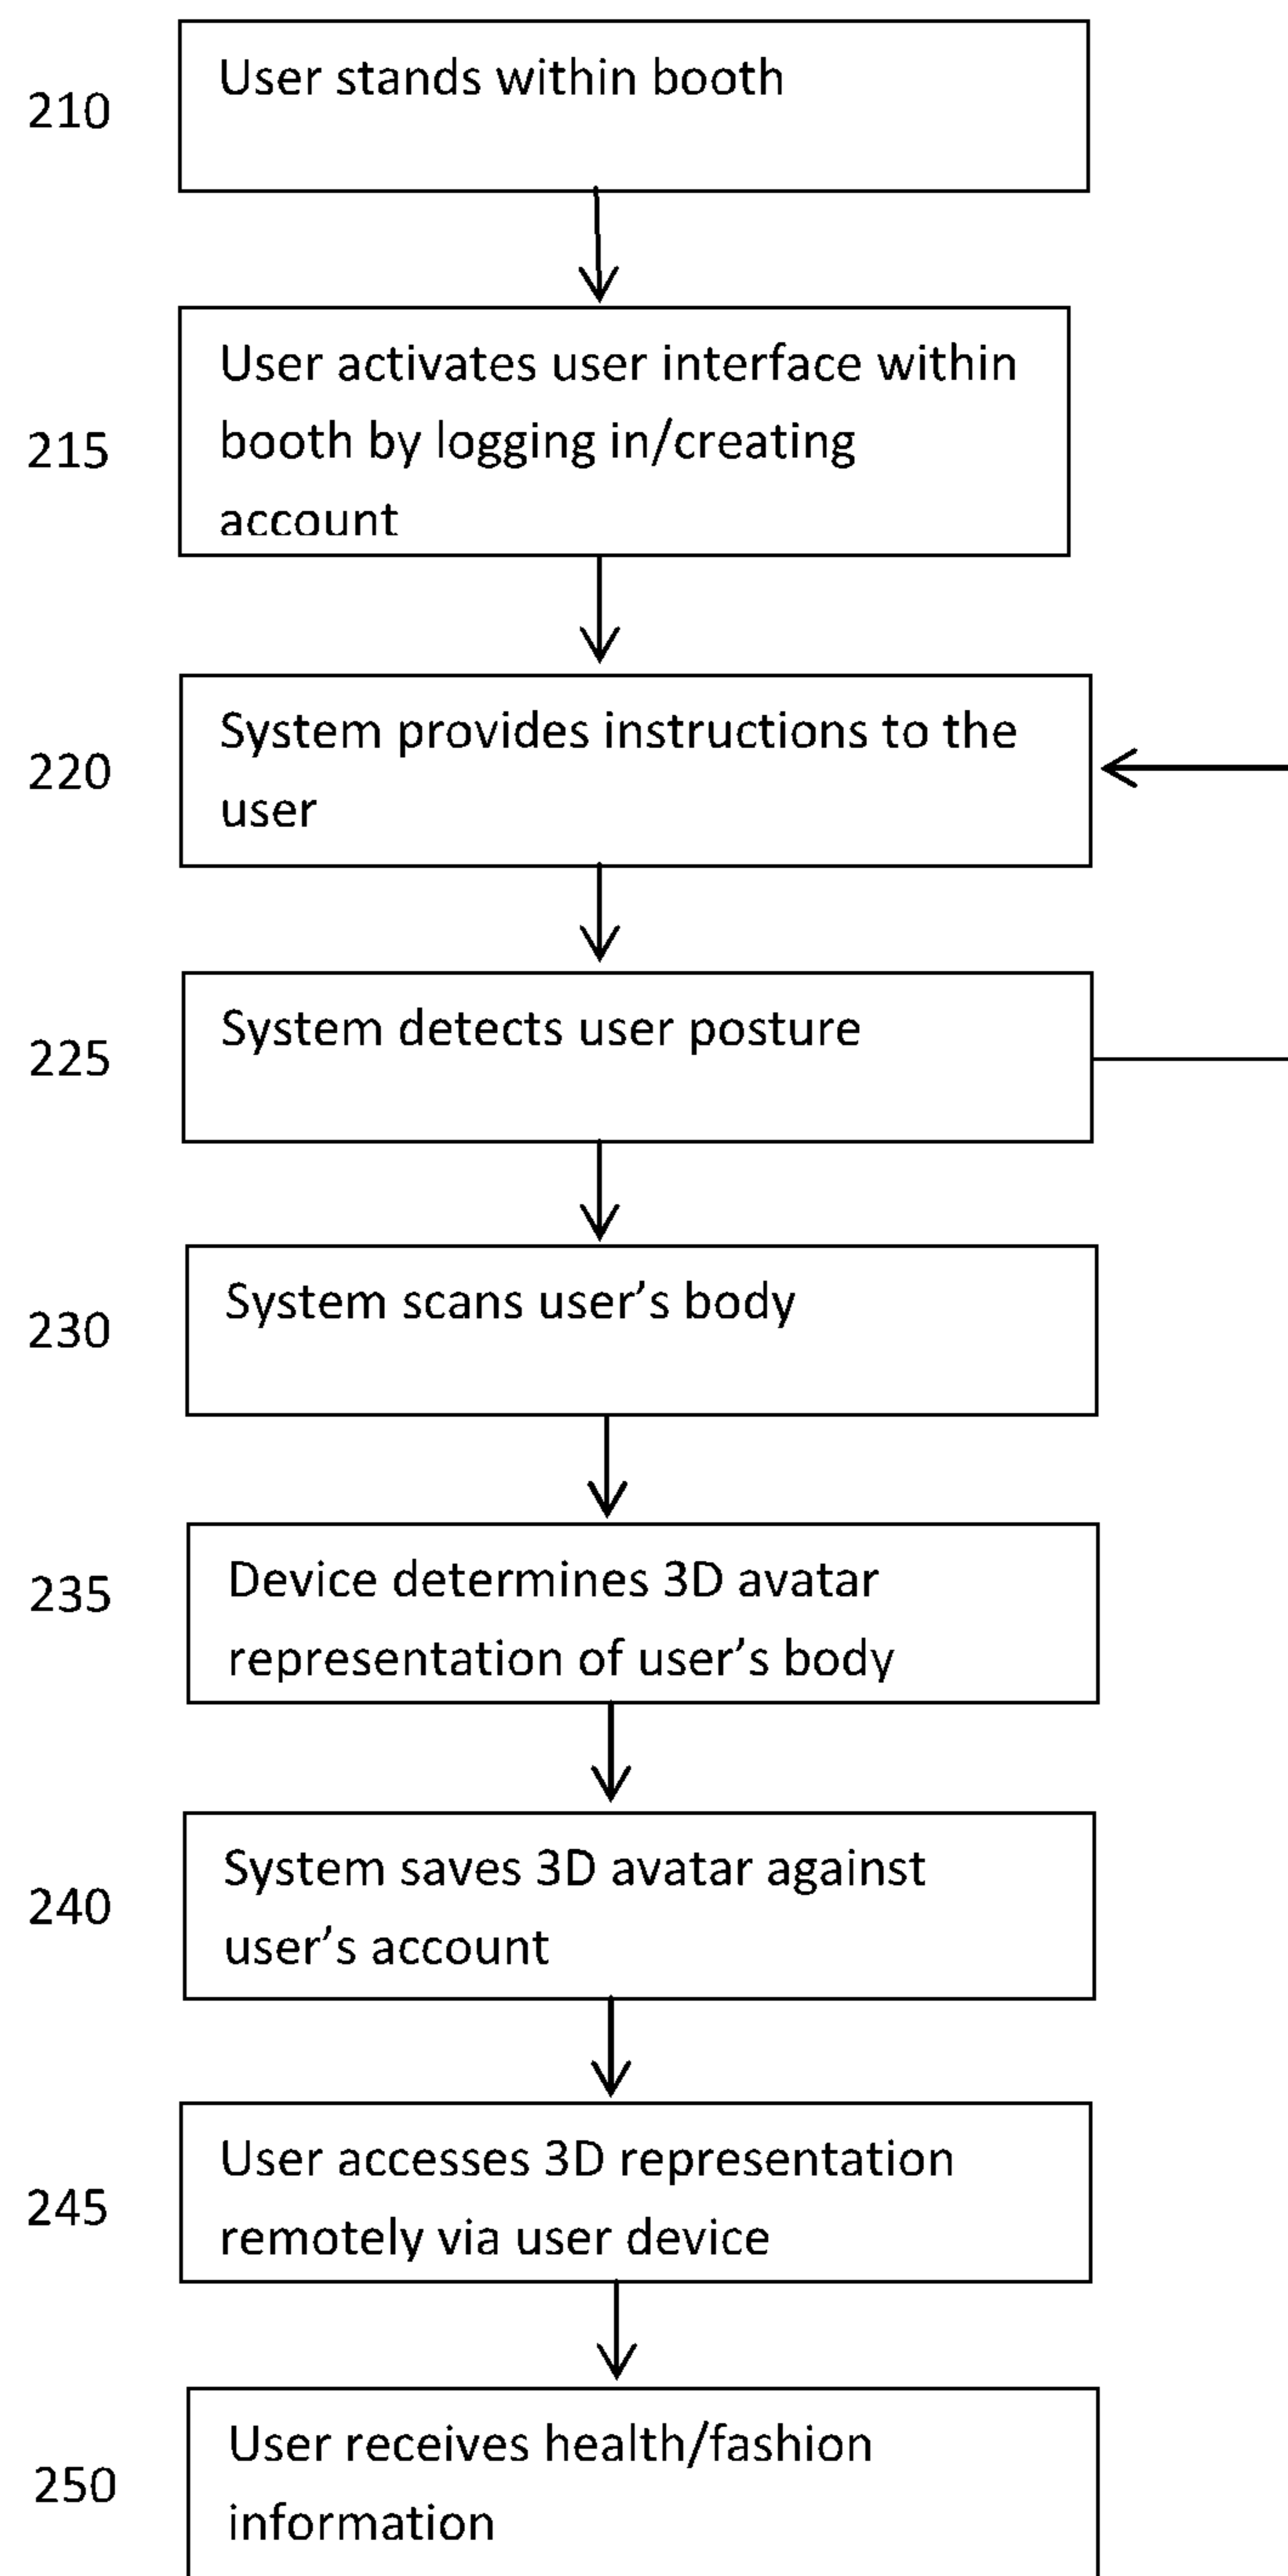 210
User stands within booth
215
User activates user interface within
booth by logging in/creating
account
220
System provides instructions to the
user
225
System detects user posture
230
System scans user’s body
235
Device determines 3D avatar
representation of user’s body
240
System saves 3D avatar against
user’s account
245
User accesses 3D representation
remotely via user device
250
User receives health/fashion
information